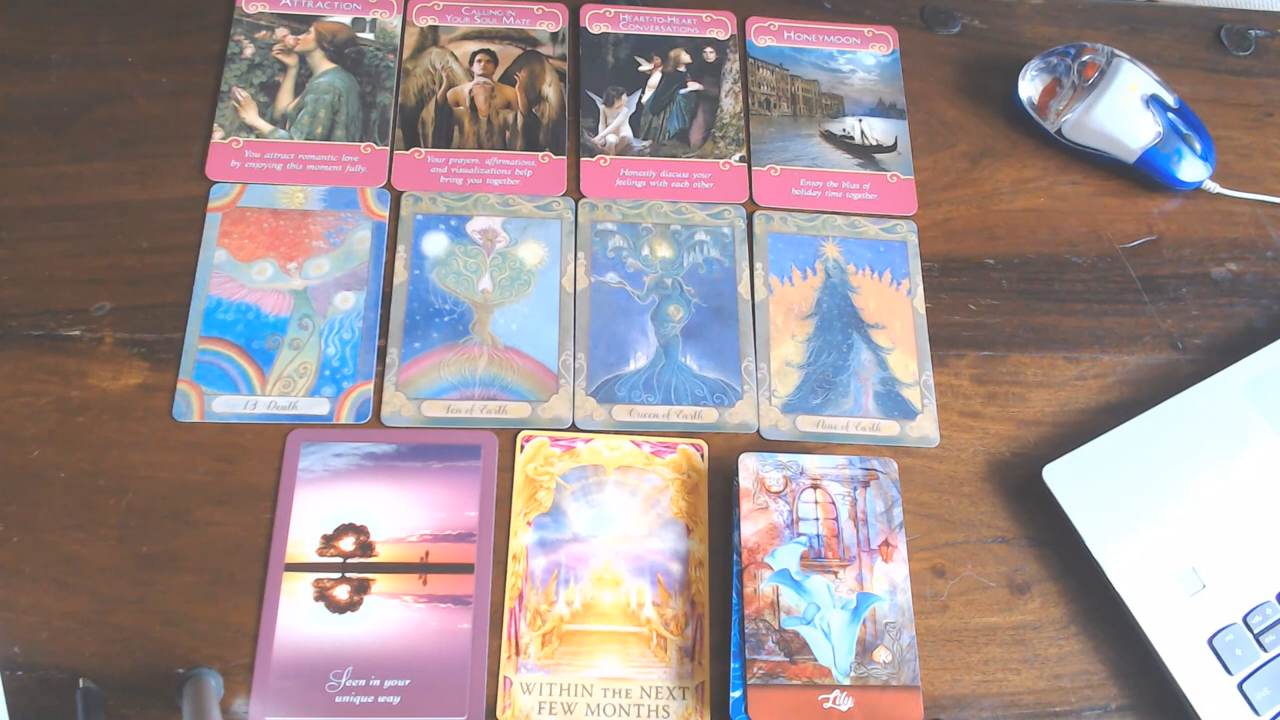 ATTRACTION
You attract romantic love
by enjoying this moment fully.
CALLING IN
YOUR SOUL MATE
Your prayers, affirmations,
and visualizations help
bring you together.
HEART-TO-HEART
CONVERSATIONS
Honestly discuss your
feelings with each other.
HONEYMOON
Enjoy the bliss of
holiday time together.
13 Death
Ten of Earth
Queen of Earth
Nine of Earth
Seen in your
unique way
WITHIN THE NEXT
FEW MONTHS
Lily